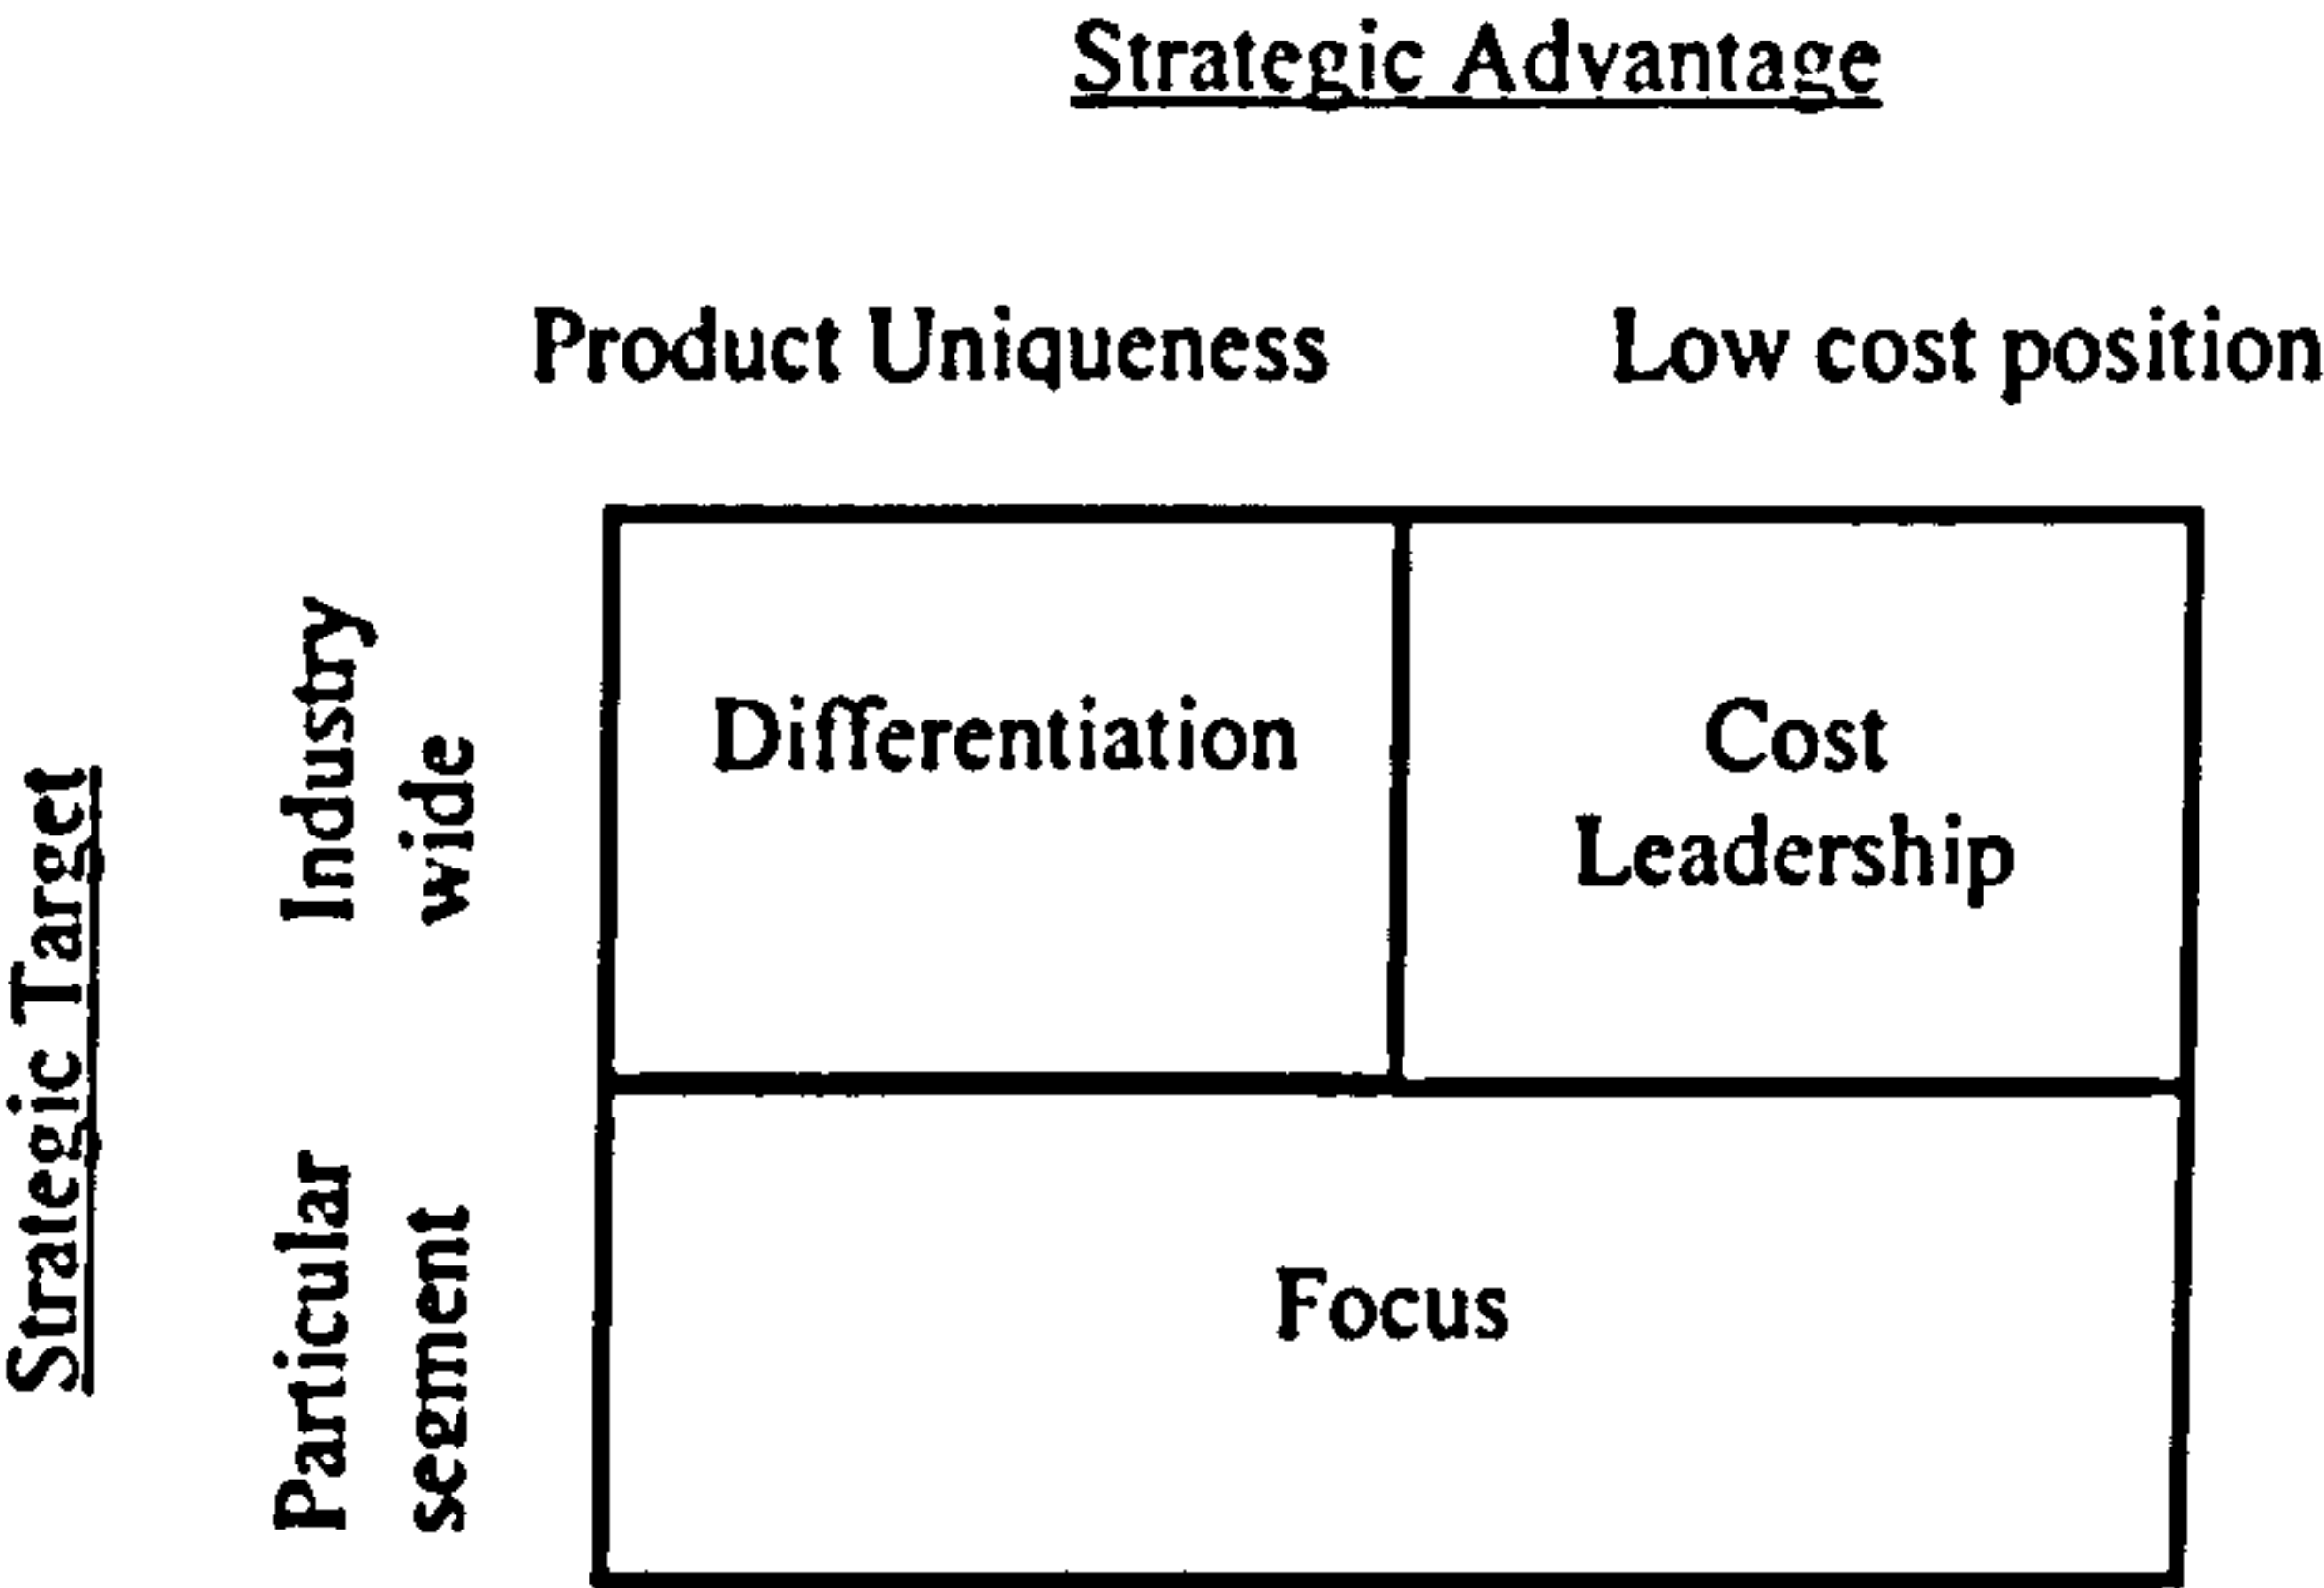 Strategic Advantage
Product Uniqueness
Low cost position
Strategic Target
Industry
wide
Differentiation
Cost
Leadership
Particular
segment
Focus